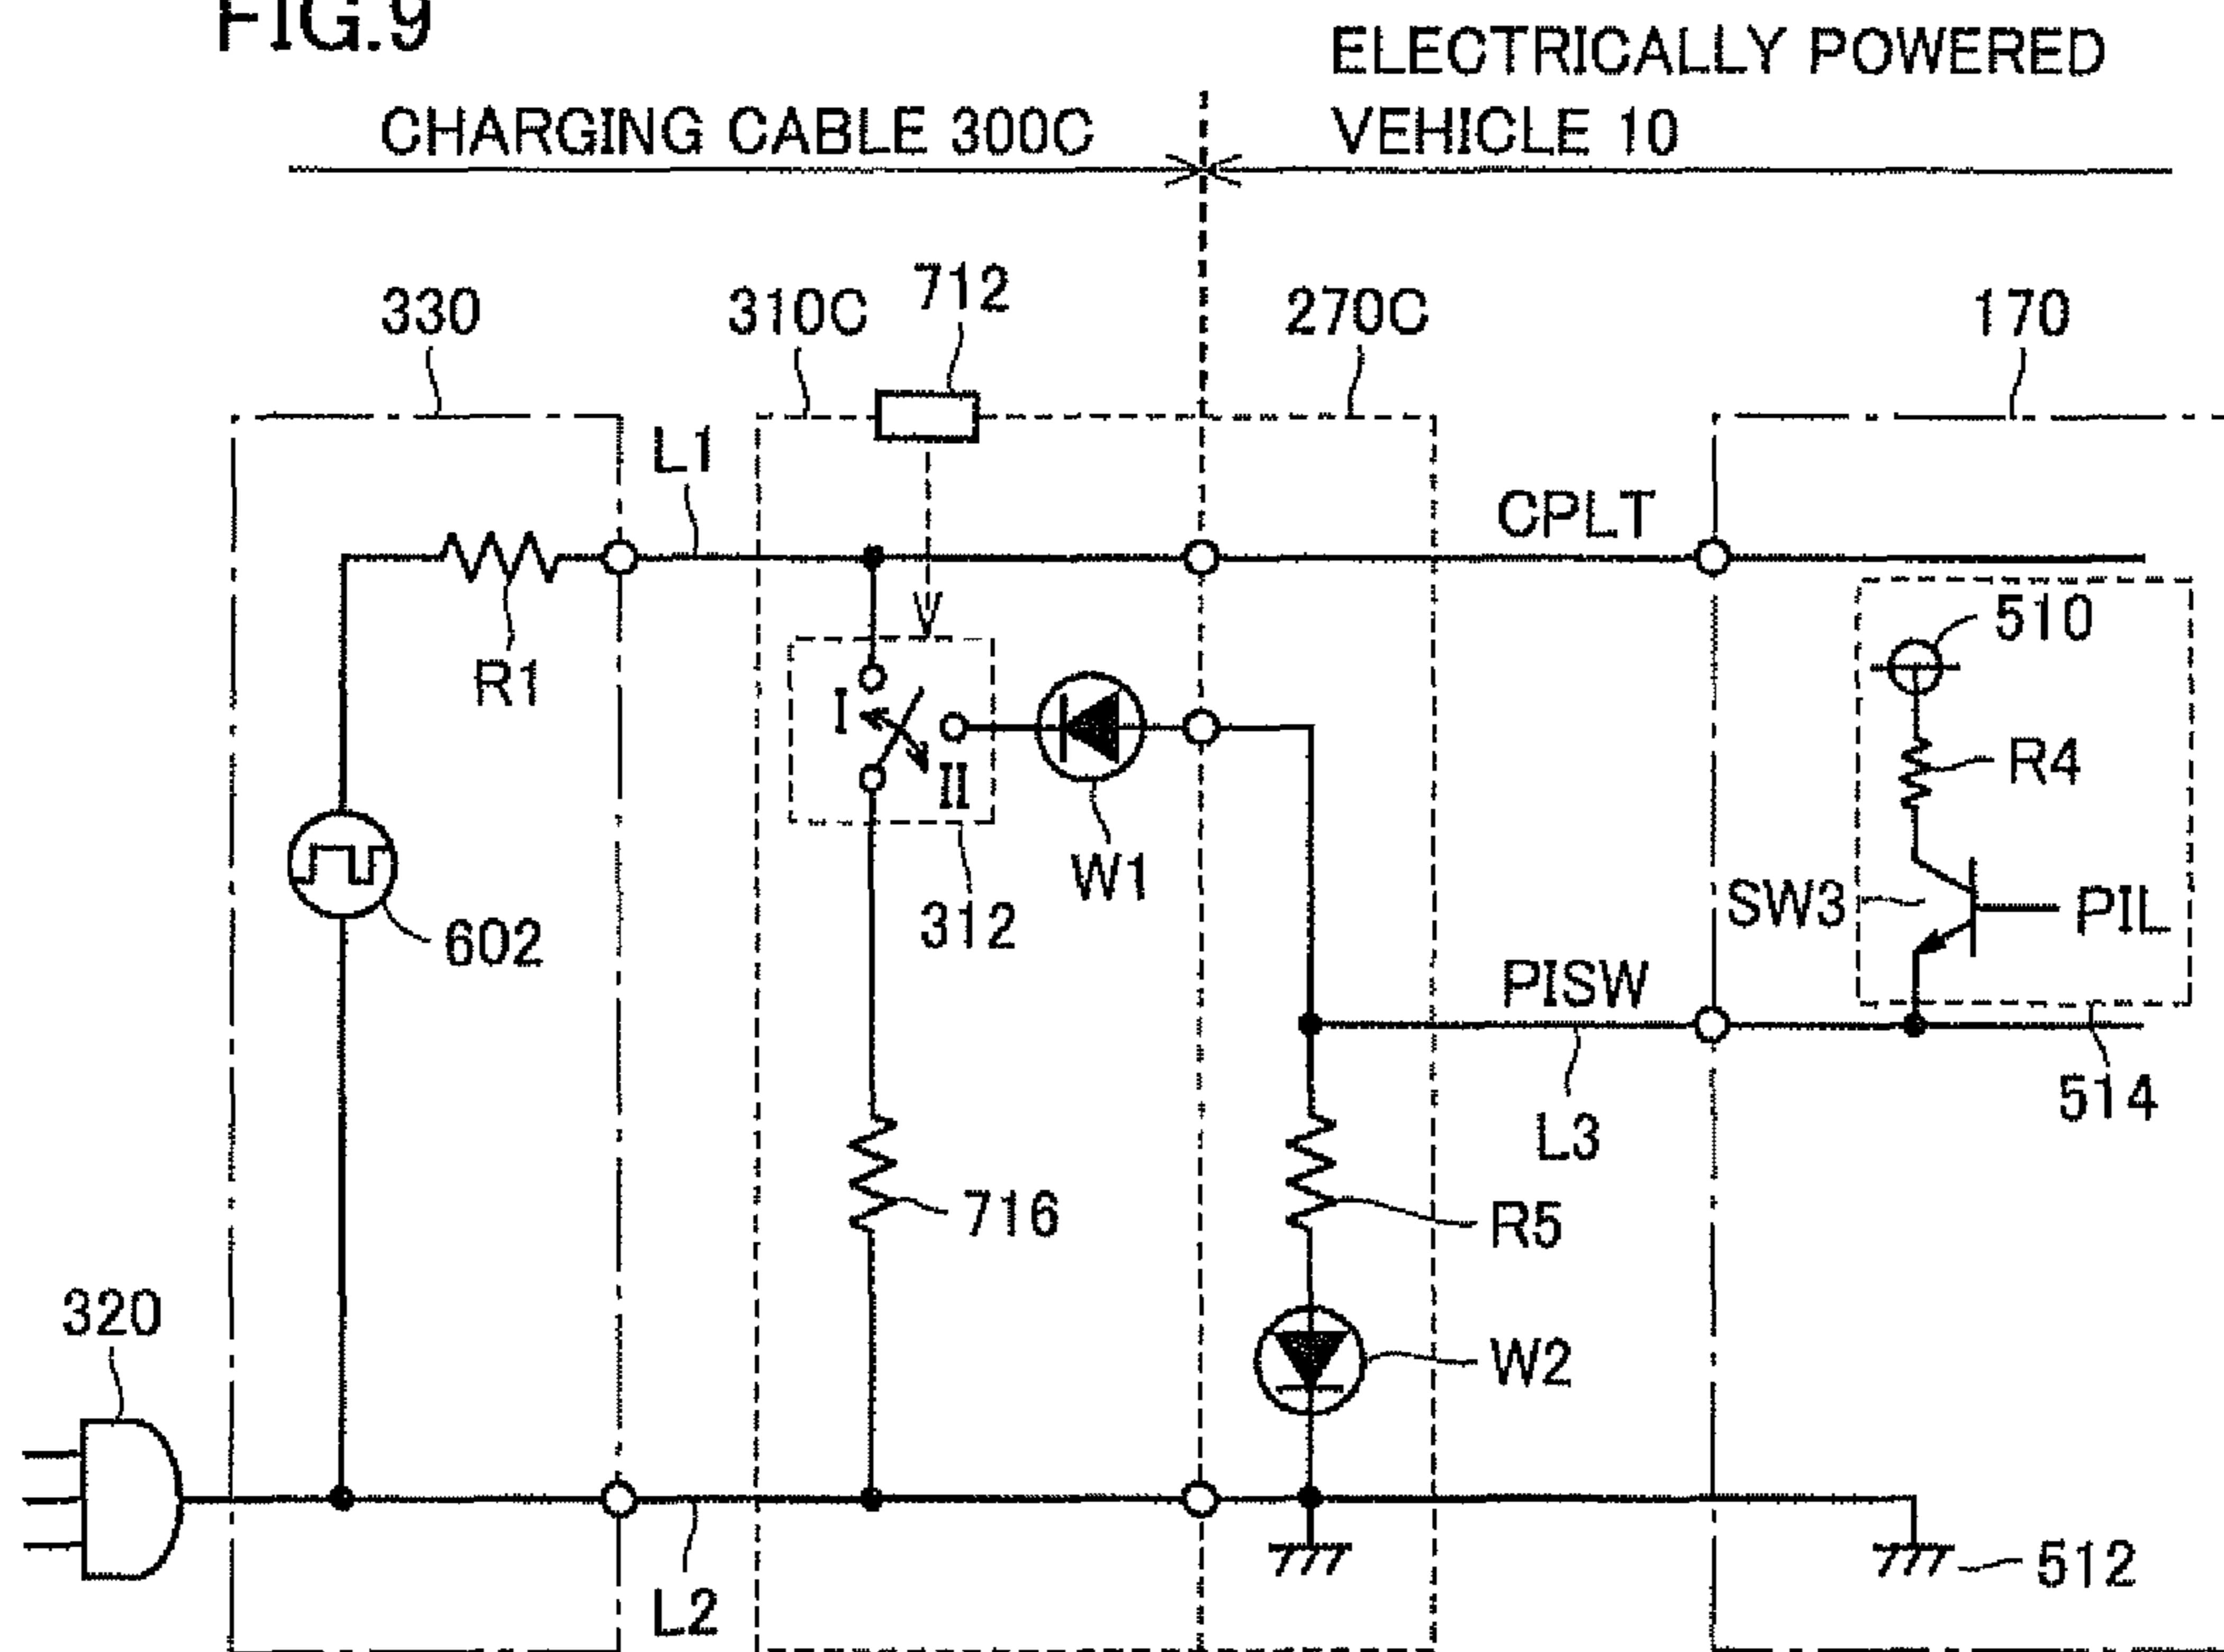 FIG.9
ELECTRICALLY POWERED
CHARGING CABLE 300C
VEHICLE 10
330
310C
712
270C
170
L1
CPLT
R1
510
I
II
R4
W1
312
SW3
PIL
602
PISW
514
L3
716
R5
320
W2
L2
512